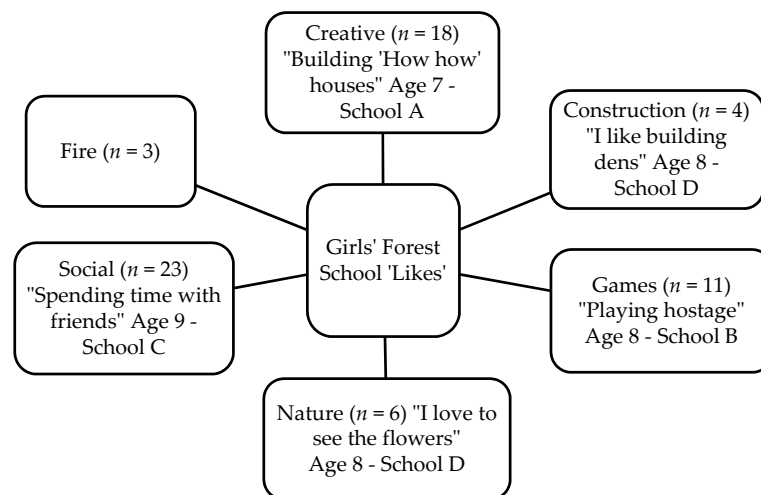 Creative (n = 18)
"Building 'How how'
houses" Age 7 -
School A
Construction (n = 4)
"I like building
dens" Age 8 -
School D
Fire (n = 3)
Girls' Forest
School 'Likes'
Social (n = 23)
"Spending time with
friends" Age 9 -
School C
Games (n = 11)
"Playing hostage"
Age 8 - School B
Nature (n = 6) "I love to
see the flowers"
Age 8 - School D